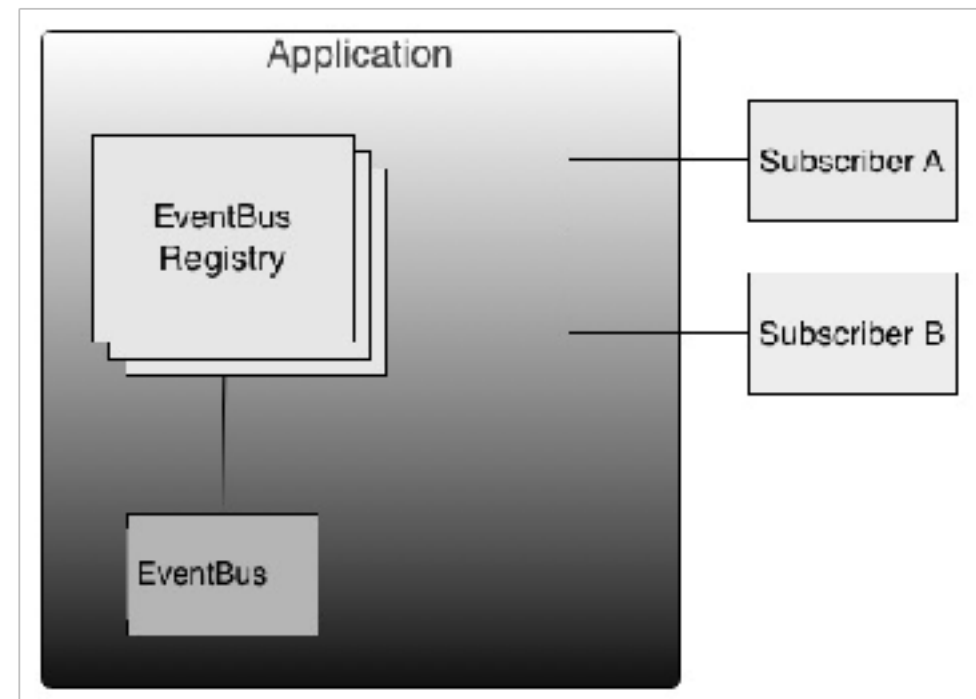 Application
EventBus
Registry
Subscriber A
Subscriber B
EventBus